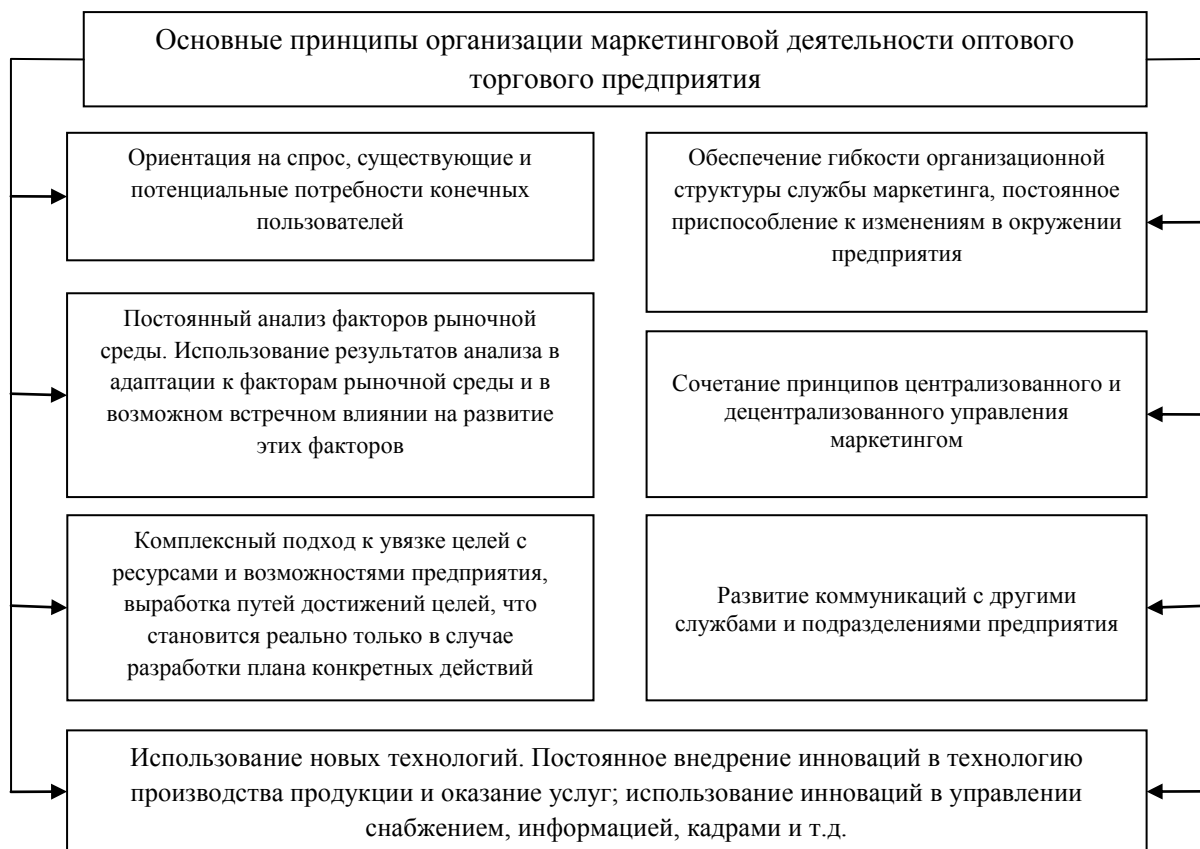 Основные принципы организации маркетинговой деятельности оптового
торгового предприятия
Ориентация на спрос, существующие и
потенциальные потребности конечных
пользователей
Обеспечение гибкости организационной
структуры службы маркетинга, постоянное
приспособление к изменениям в окружении
предприятия
Постоянный анализ факторов рыночной
среды. Использование результатов анализа в
адаптации к факторам рыночной среды и в
возможном встречном влиянии на развитие
этих факторов
Сочетание принципов централизованного и
децентрализованного управления
маркетингом
Комплексный подход к увязке целей с
ресурсами и возможностями предприятия,
выработка путей достижений целей, что
становится реально только в случае
разработки плана конкретных действий
Развитие коммуникаций с другими
службами и подразделениями предприятия
Использование новых технологий. Постоянное внедрение инноваций в технологию
производства продукции и оказание услуг; использование инноваций в управлении
снабжением, информацией, кадрами и т.д.